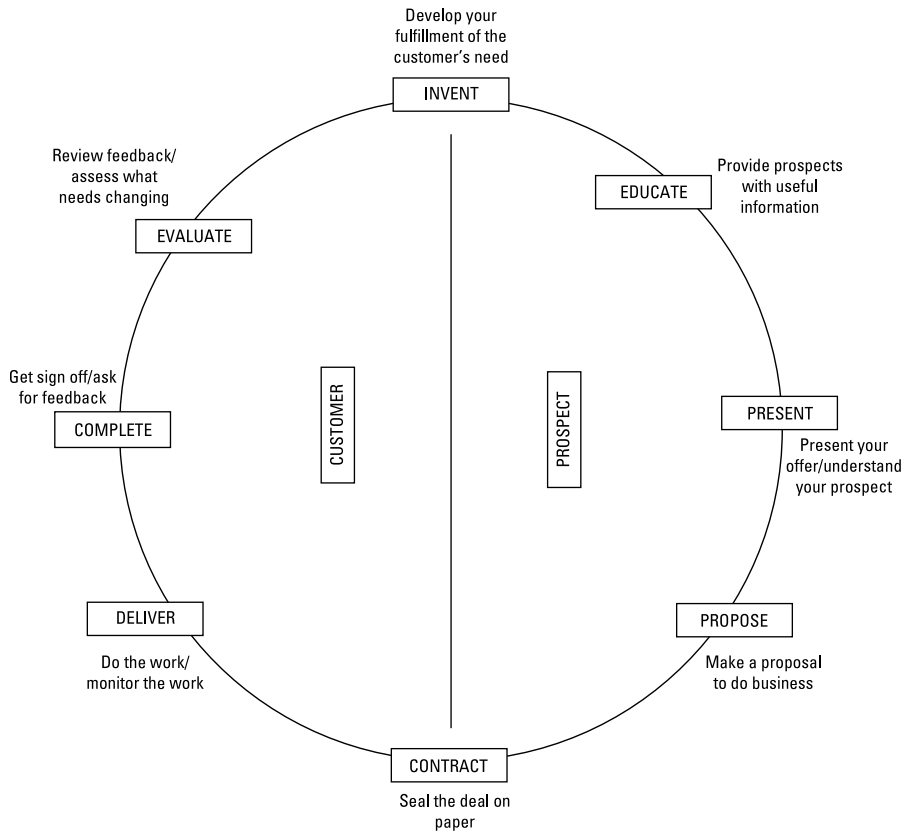 Develop your
fulfillment of the
customer's need
INVENT
Provide prospects
with useful
information
EDUCATE
PRESENT
Present your
offer/understand
your prospect
PROPOSE
Make a proposal
to do business
CONTRACT
Seal the deal on
paper
DELIVER
Do the work/
monitor the work
Get sign off/ask
for feedback
COMPLETE
Review feedback/
assess what
needs changing
EVALUATE
CUSTOMER
PROSPECT